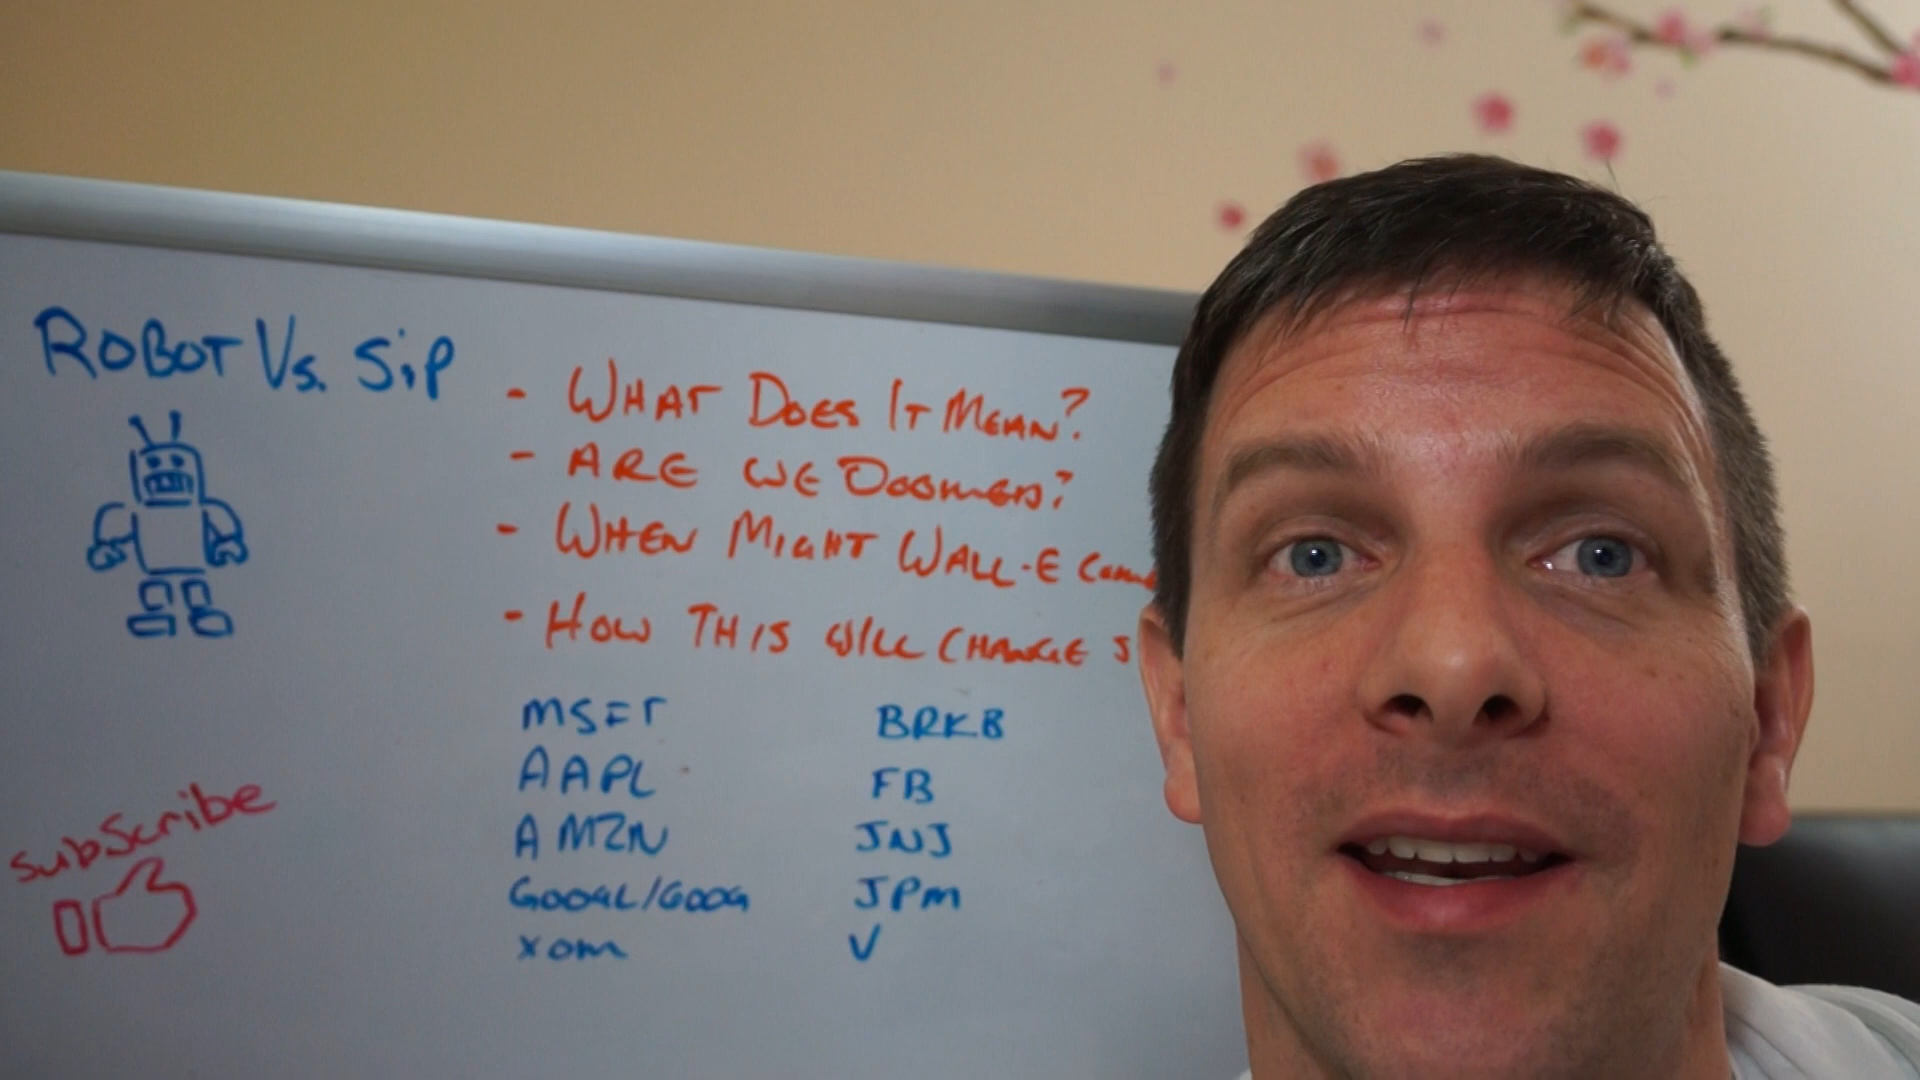 ROBOT VS. SiP
- WHAT DOES IT MEAN?
- ARE WE DOOMED?
- WHEN MIGHT WALL-E COME
- HOW THIS WILL CHANGE S
MSFT BRKB
AAPL FB
AMZN JNJ
GOOGL/GOOG JPM
XOM V
SubScribe